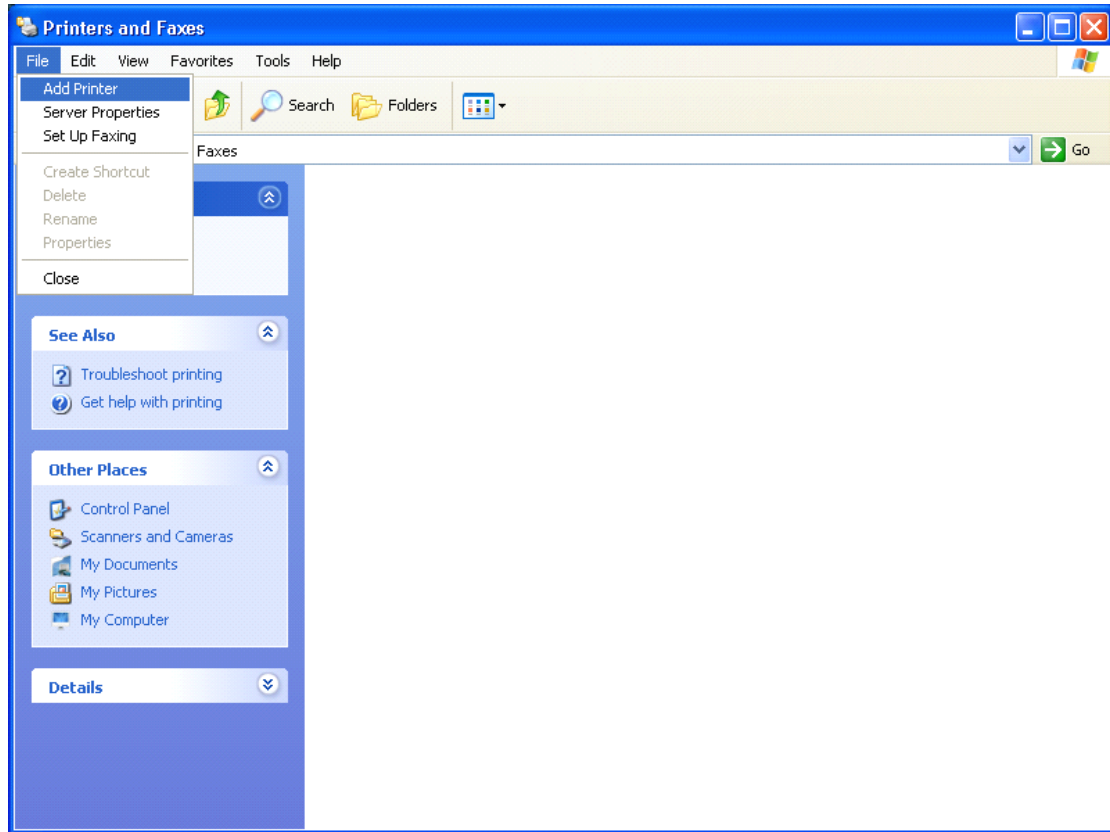 Printers and Faxes
File Edit View Favorites Tools Help
Add Printer
Server Properties
Set Up Faxing
Create Shortcut
Delete
Rename
Properties
Close
Search Folders
Faxes Go
See Also
Troubleshoot printing
Get help with printing
Other Places
Control Panel
Scanners and Cameras
My Documents
My Pictures
My Computer
Details